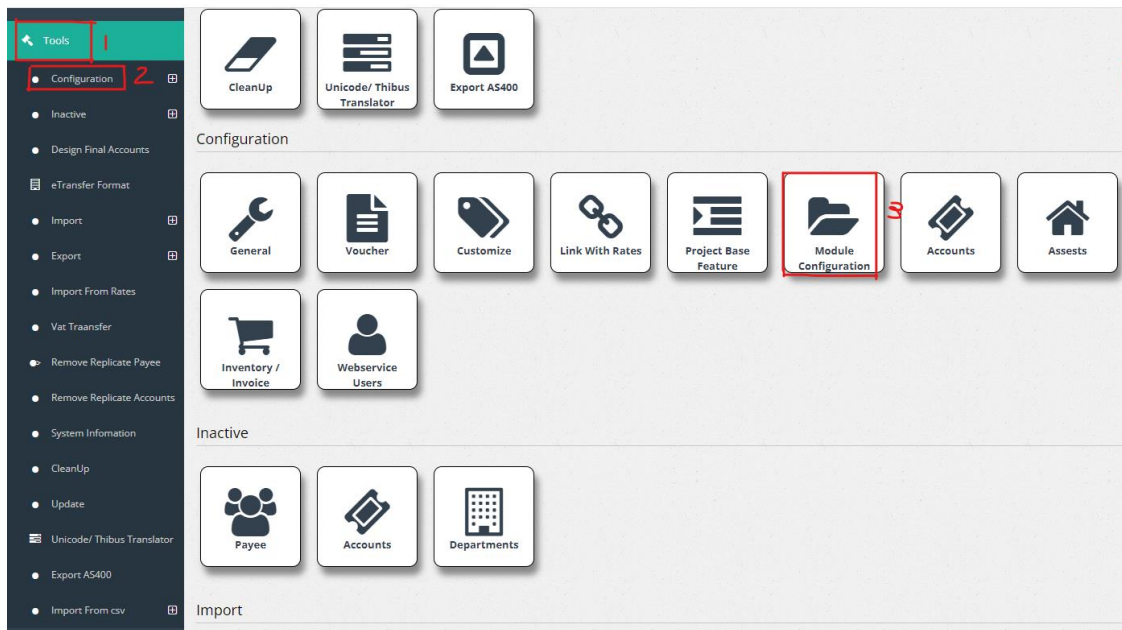 Tools
1
Configuration
2
Inactive
Design Final Accounts
eTransfer Format
Import
Export
Import From Rates
Vat Traansfer
Remove Replicate Payee
Remove Replicate Accounts
System Infomation
CleanUp
Update
Unicode/ Thibus Translator
Export AS400
Import From csv
CleanUp
Unicode/ Thibus
Translator
Export AS400
Configuration
General
Voucher
Customize
Link With Rates
Project Base
Feature
Module
Configuration
3
Accounts
Assests
Inventory /
Invoice
Webservice
Users
Inactive
Payee
Accounts
Departments
Import